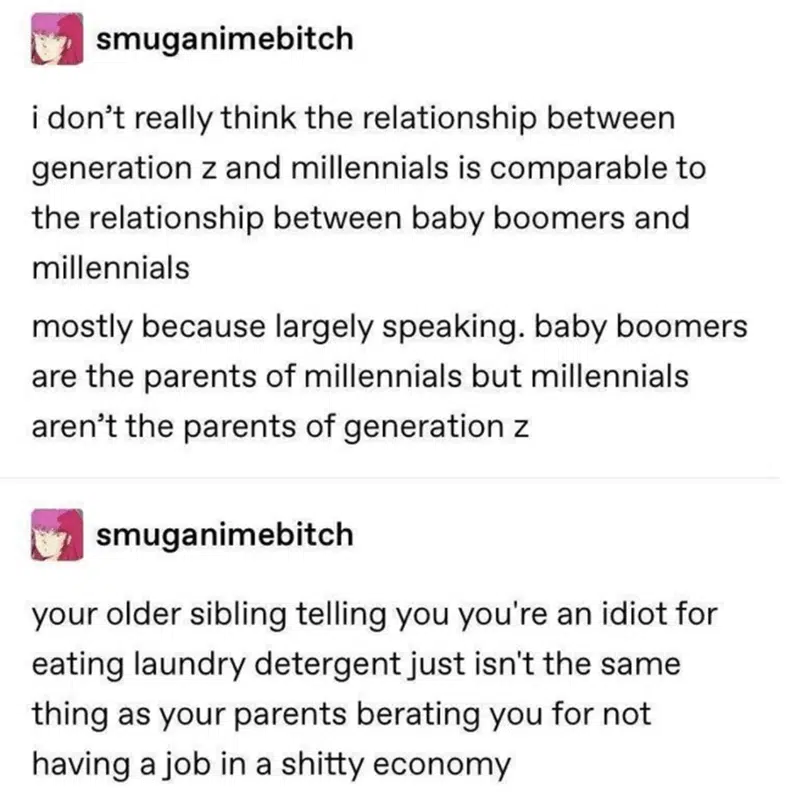 smuganimebitch
i don’t really think the relationship between
generation z and millennials is comparable to
the relationship between baby boomers and
millennials
mostly because largely speaking. baby boomers
are the parents of millennials but millennials
aren’t the parents of generation z
smuganimebitch
your older sibling telling you you're an idiot for
eating laundry detergent just isn't the same
thing as your parents berating you for not
having a job in a shitty economy